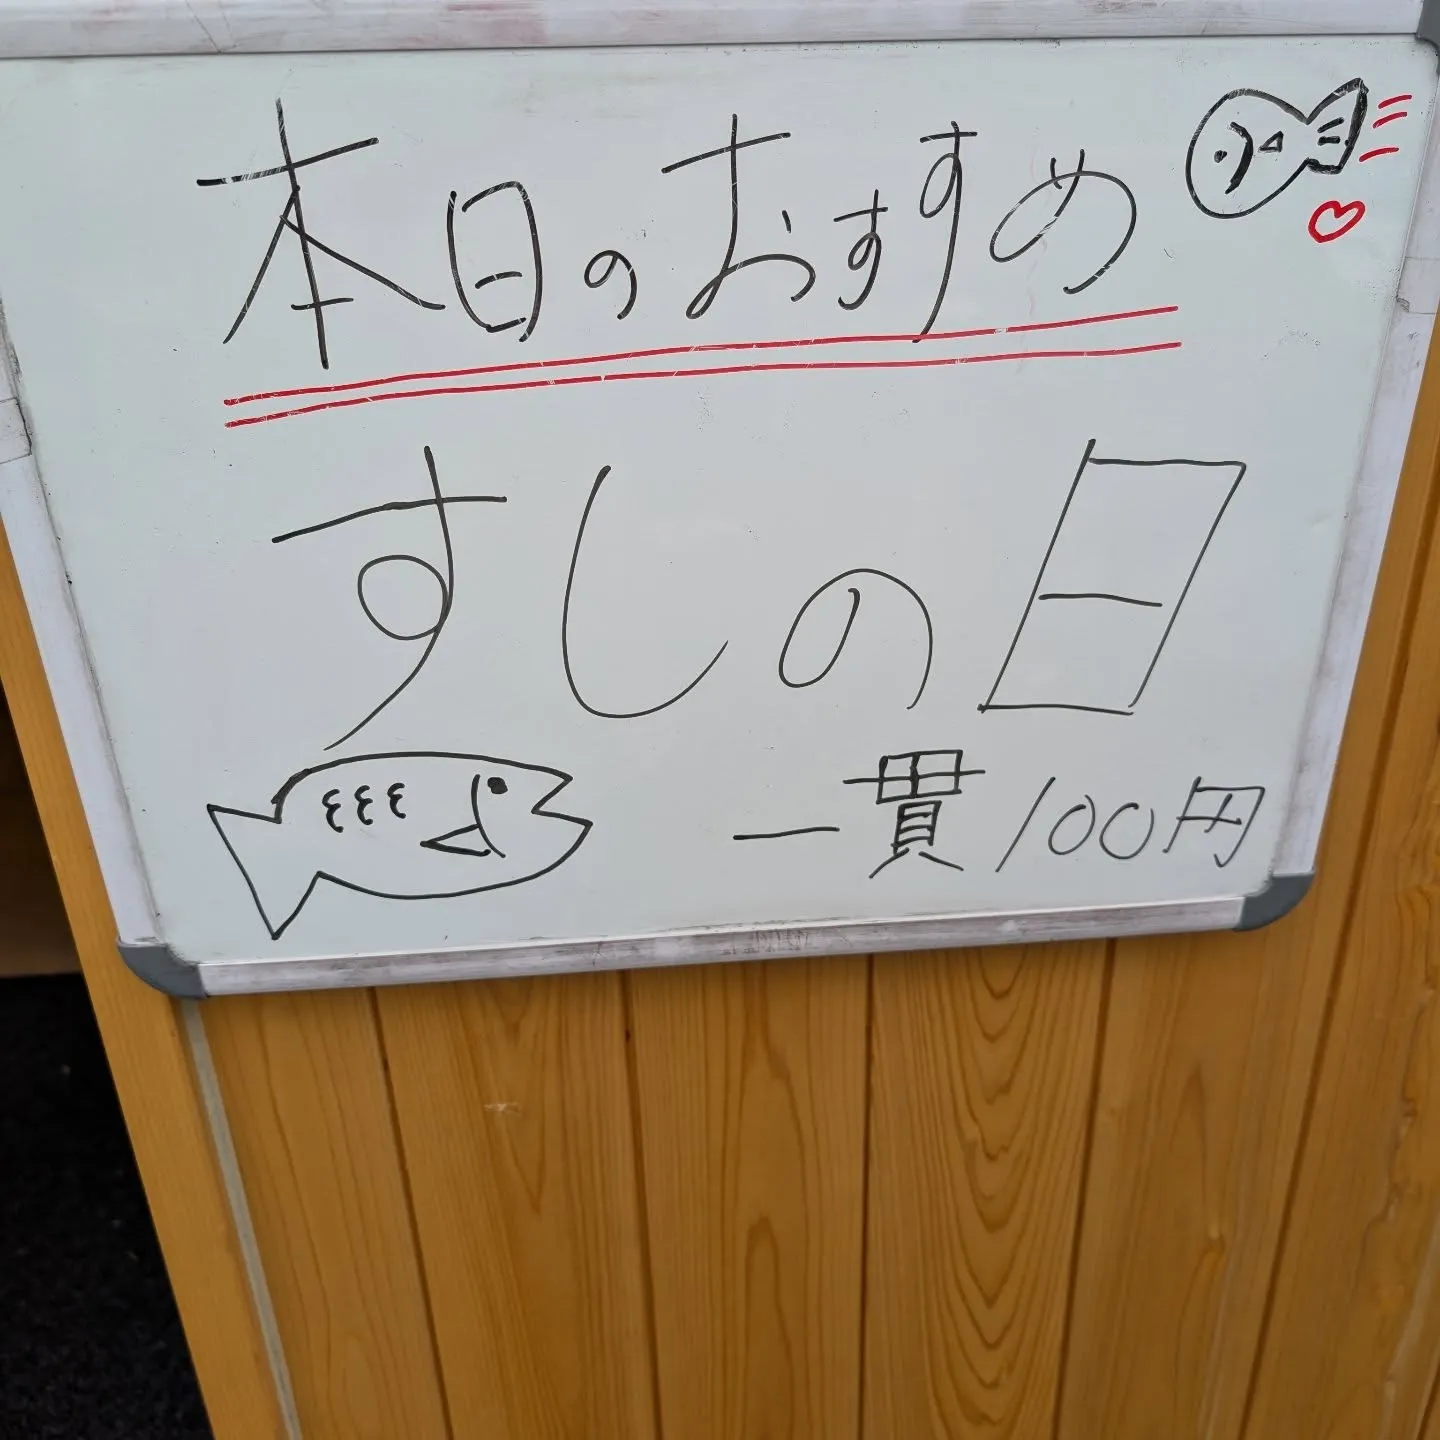 本日のおすすめ
すしの日
一貫/100円